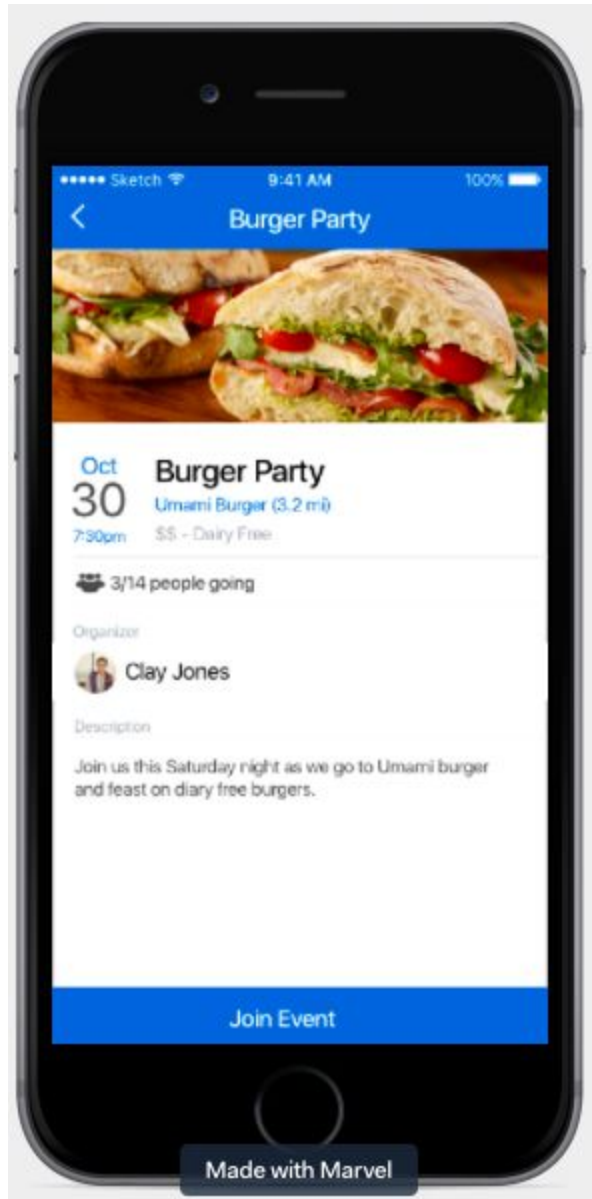 ••••• Sketch 9:41 AM 100%
Burger Party
Oct
30
7:30pm
Burger Party
Umami Burger (3.2 mi)
$$ - Dairy Free
3/14 people going
Organizer
Clay Jones
Description
Join us this Saturday night as we go to Umami burger
and feast on diary free burgers.
Join Event
Made with Marvel